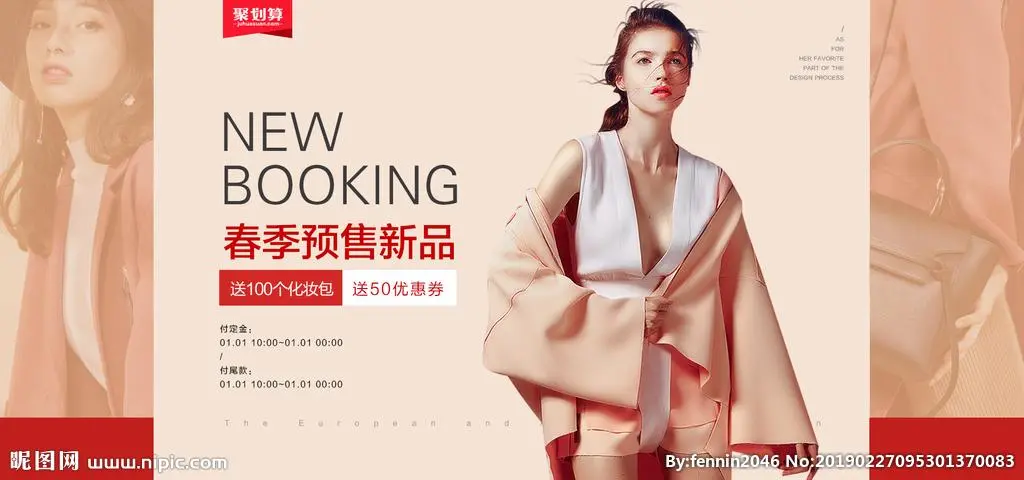 聚划算
juhuasuan.com
/
AS
FOR
HER FAVORITE
PART OF THE
DESIGN PROCESS
NEW
BOOKING
春季预售新品
送100个化妆包 送50优惠券
付定金：
01.01 10:00~01.01 00:00
/
付尾款：
01.01 10:00~01.01 00:00
The European and
昵图网 www.nipic.com
By:fennin2046 No:20190227095301370083